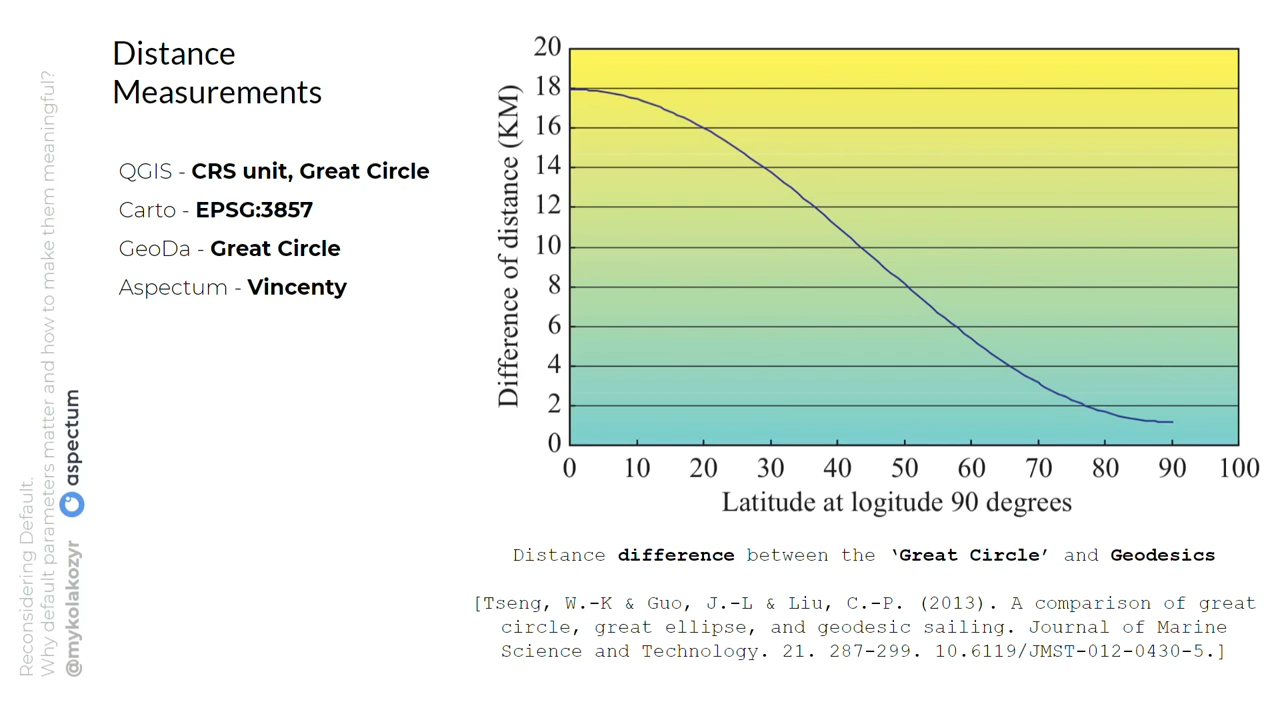 Distance
Measurements
QGIS - CRS unit, Great Circle
Carto - EPSG:3857
GeoDa - Great Circle
Aspectum - Vincenty
Reconsidering Default.
Why default parameters matter and how to make them meaningful?
@mykolakozyr
aspectum
Difference of distance (KM)
20
18
16
14
12
10
8
6
4
2
0
0 10 20 30 40 50 60 70 80 90 100
Latitude at logitude 90 degrees
Distance difference between the ‘Great Circle’ and Geodesics
[Tseng, W.-K & Guo, J.-L & Liu, C.-P. (2013). A comparison of great
circle, great ellipse, and geodesic sailing. Journal of Marine
Science and Technology. 21. 287-299. 10.6119/JMST-012-0430-5.]